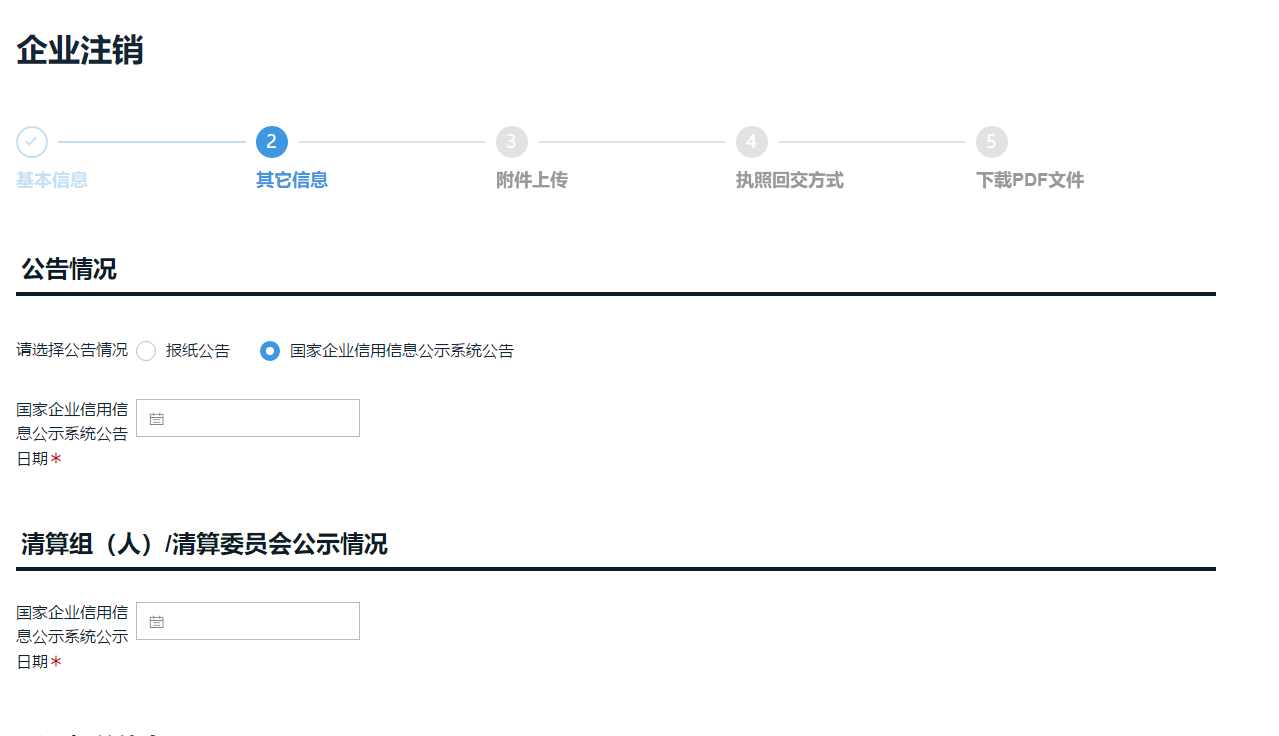 企业注销
2 3 4 5
基本信息 其它信息 附件上传 执照回交方式 下载PDF文件
公告情况
请选择公告情况 报纸公告 国家企业信用信息公示系统公告
国家企业信用信
息公示系统公告
日期*
清算组（人）/清算委员会公示情况
国家企业信用信
息公示系统公示
日期*